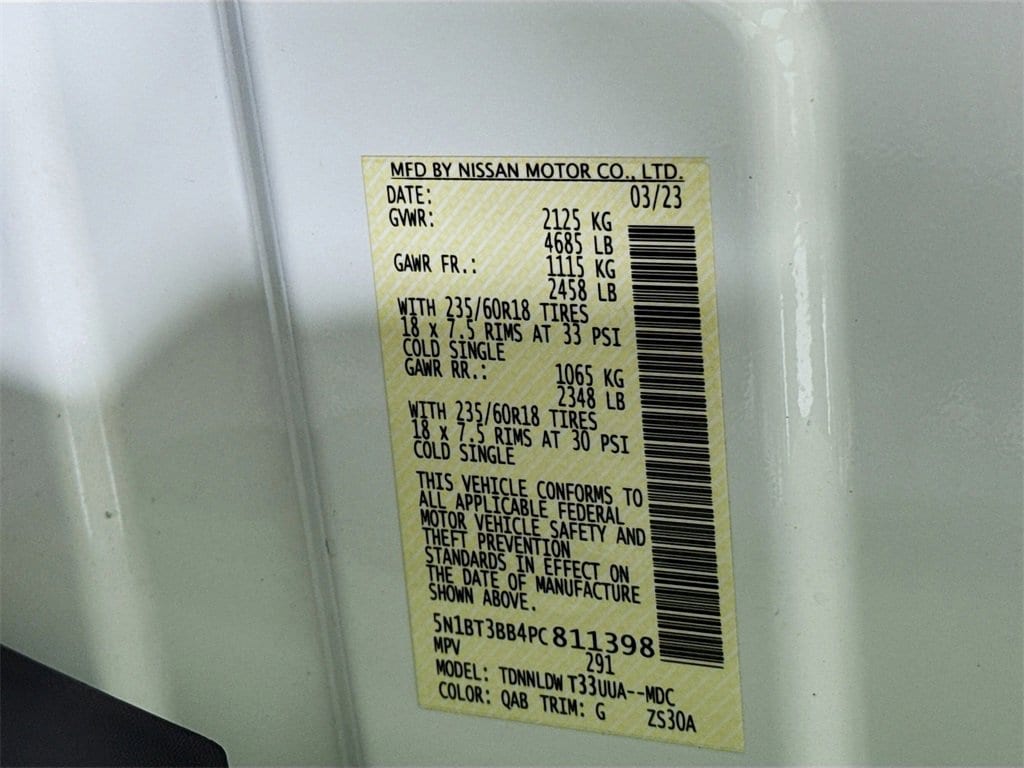 MFD BY NISSAN MOTOR CO., LTD.
DATE: 03/23
GVWR: 2125 KG
4685 LB
GAWR FR.: 1115 KG
2458 LB
WITH 235/60R18 TIRES
18 x 7.5 RIMS AT 33 PSI
COLD SINGLE
GAWR RR.: 1065 KG
2348 LB
WITH 235/60R18 TIRES
18 x 7.5 RIMS AT 30 PSI
COLD SINGLE
THIS VEHICLE CONFORMS TO
ALL APPLICABLE FEDERAL
MOTOR VEHICLE SAFETY AND
THEFT PREVENTION
STANDARDS IN EFFECT ON
THE DATE OF MANUFACTURE
SHOWN ABOVE.
5N1BT3BB4PC811398
MPV 291
MODEL: TDNNLDW T33UUA--MDC
COLOR: QAB TRIM: G ZS30A